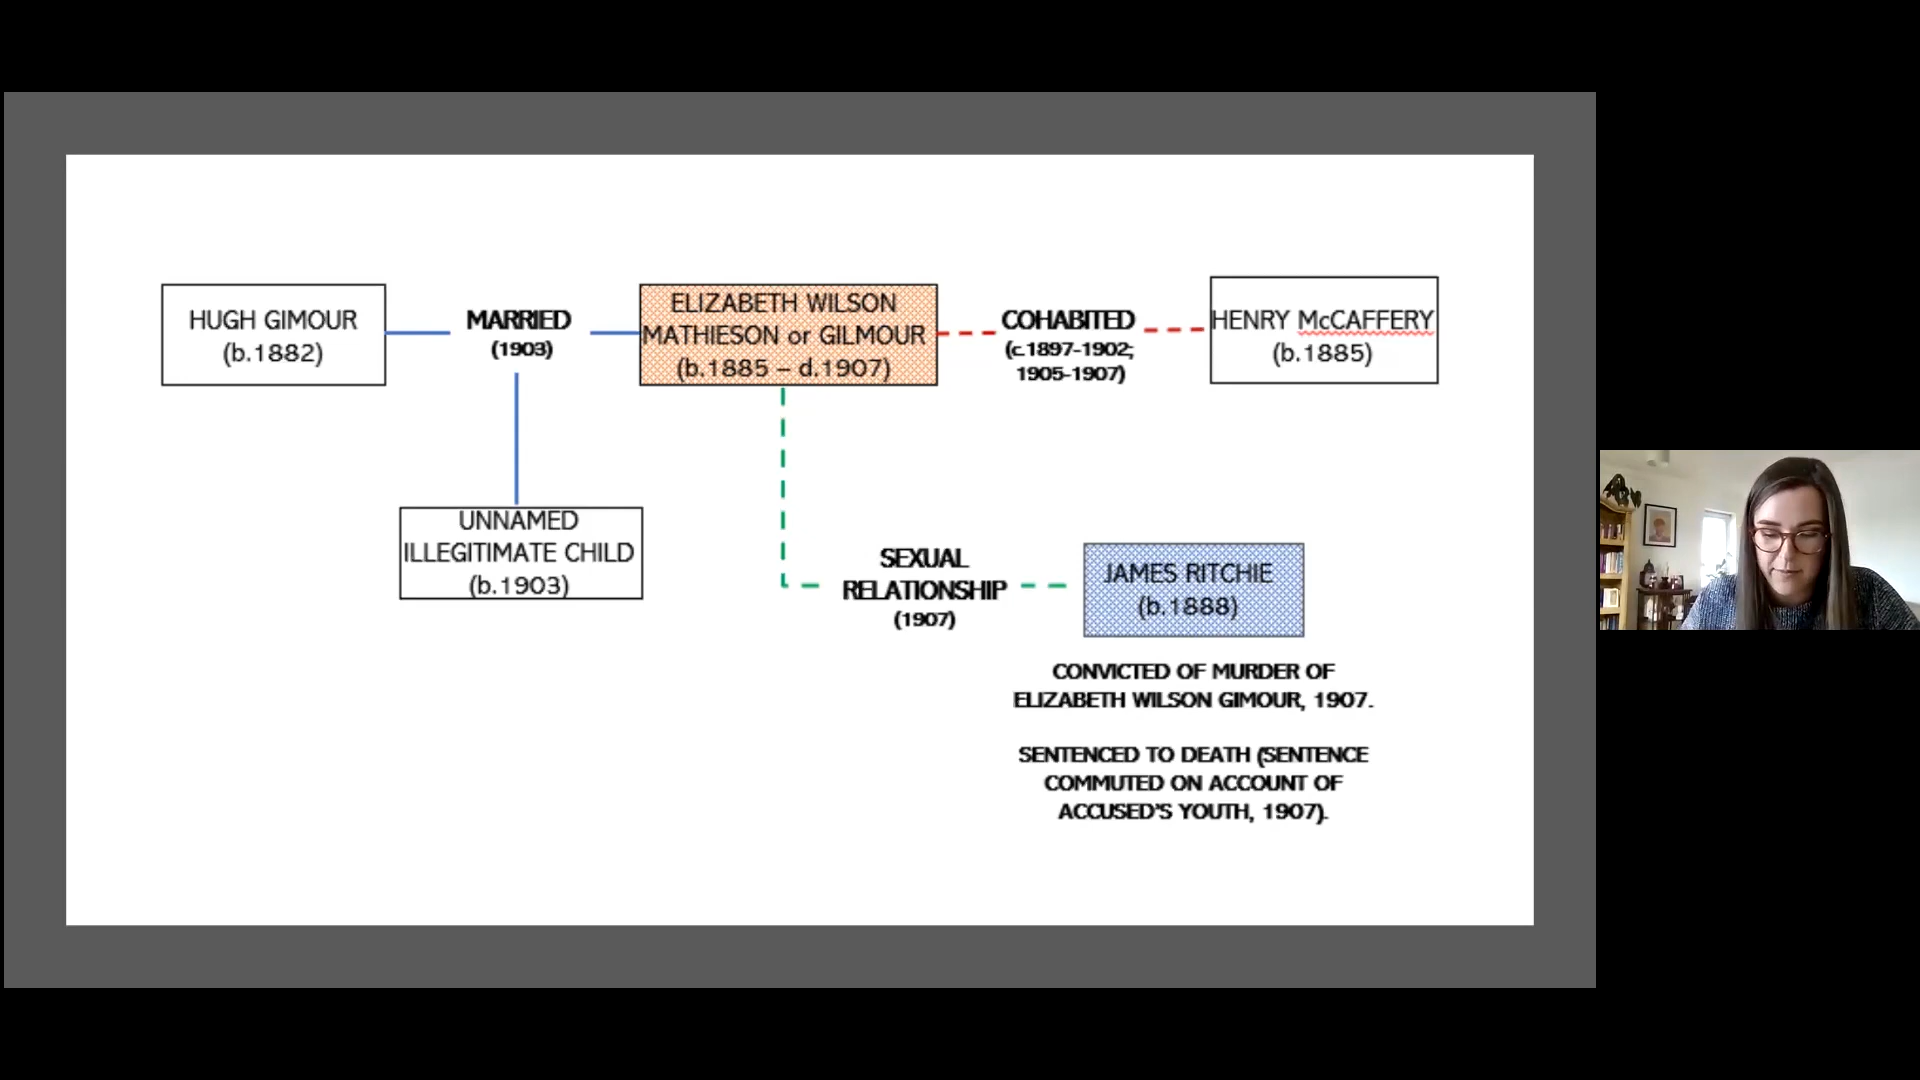 HUGH GIMOUR
(b.1882)
MARRIED
(1903)
ELIZABETH WILSON
MATHIESON or GILMOUR
(b.1885 – d.1907)
COHABITED
(c.1897-1902;
1905-1907)
HENRY McCAFFERY
(b.1885)
UNNAMED
ILLEGITIMATE CHILD
(b.1903)
SEXUAL
RELATIONSHIP
(1907)
JAMES RITCHIE
(b.1888)
CONVICTED OF MURDER OF
ELIZABETH WILSON GIMOUR, 1907.
SENTENCED TO DEATH (SENTENCE
COMMUTED ON ACCOUNT OF
ACCUSED'S YOUTH, 1907).